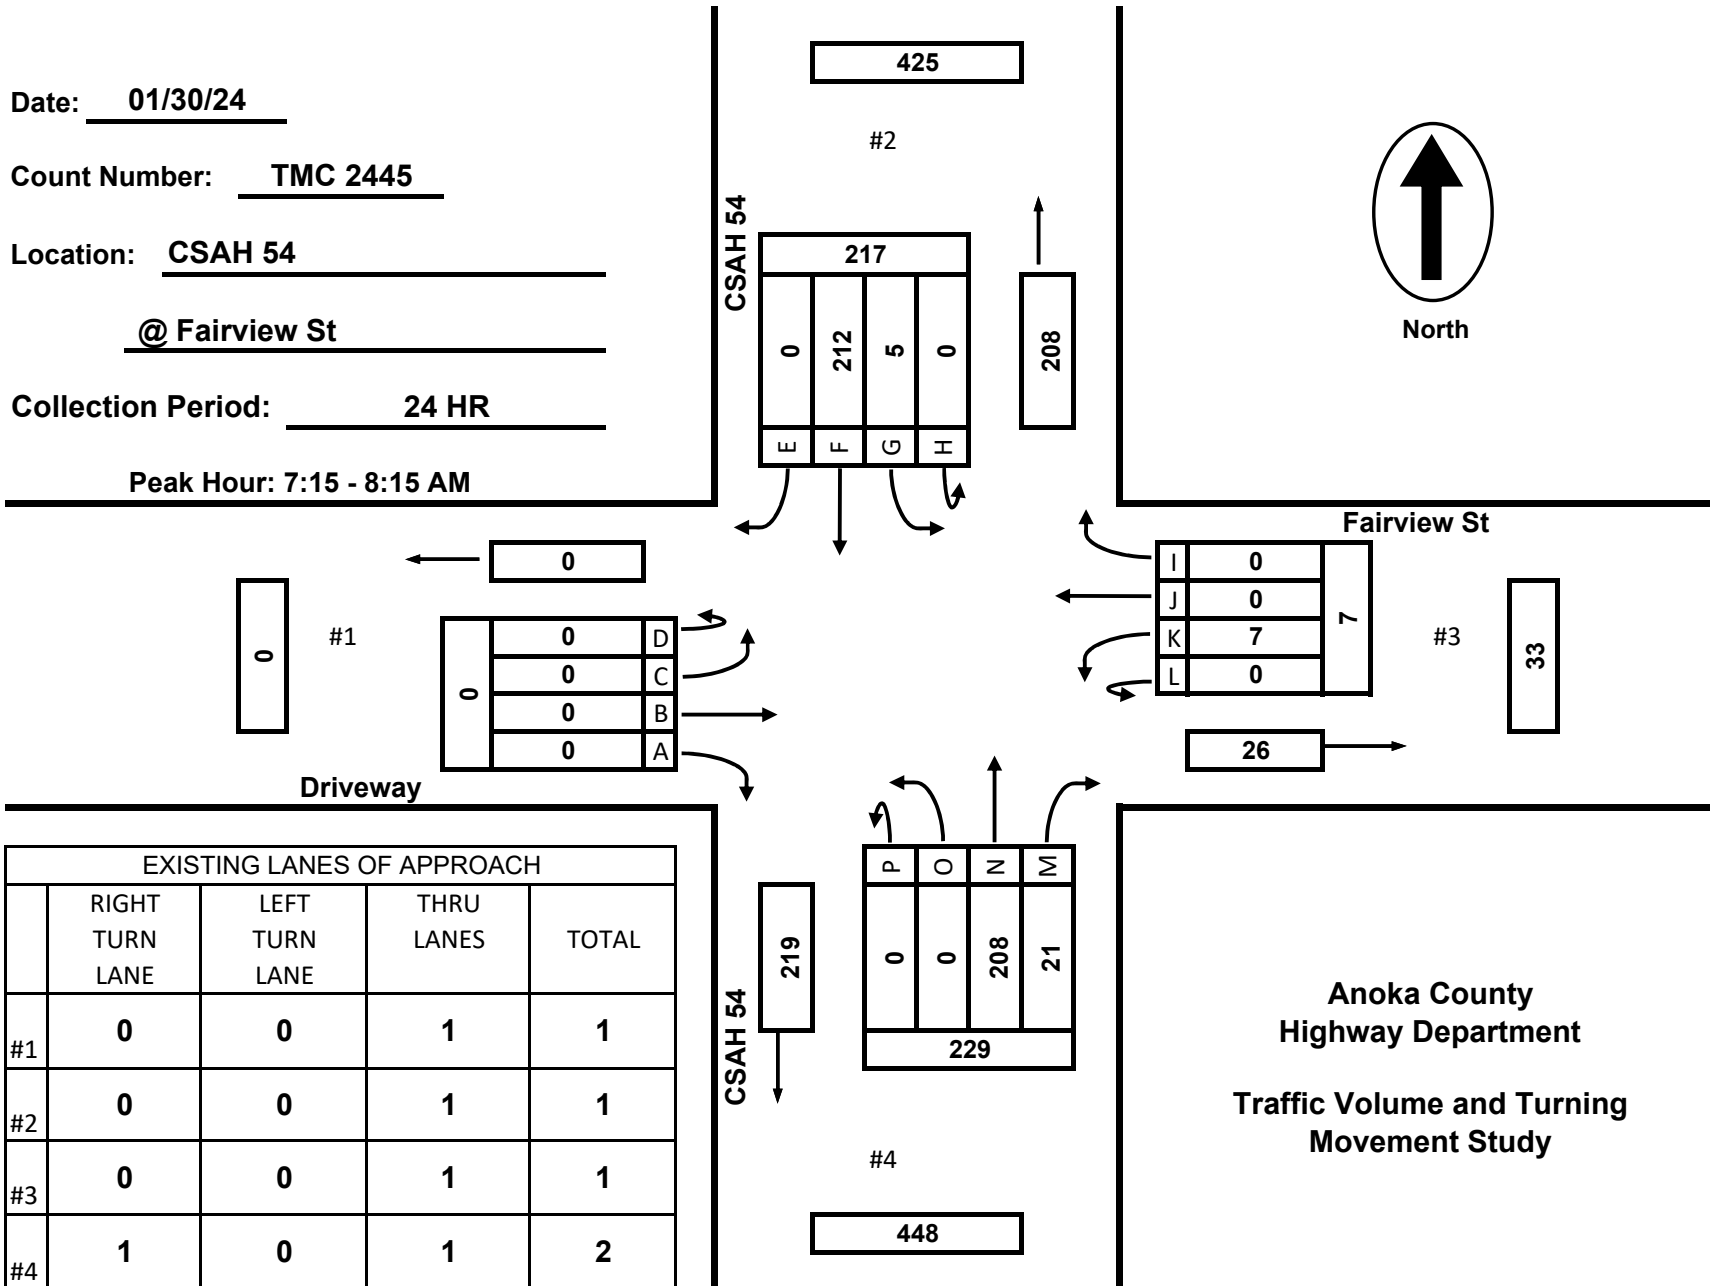 Date: 01/30/24
Count Number: TMC 2445
Location: CSAH 54
@ Fairview St
Collection Period: 24 HR
Peak Hour: 7:15 - 8:15 AM
425
#2
CSAH 54
217
0 212 5 0
E F G H
208
North
Fairview St
0
0
#1
0
0 D
0 C
0 B
0 A
Driveway
I 0
J 0
K 7
L 0
7
#3
33
26
P O N M
0 0 208 21
229
219
CSAH 54
#4
448
EXISTING LANES OF APPROACH
RIGHT TURN LANE LEFT TURN LANE THRU LANES TOTAL
#1 0 0 1 1
#2 0 0 1 1
#3 0 0 1 1
#4 1 0 1 2
Anoka County
Highway Department
Traffic Volume and Turning
Movement Study